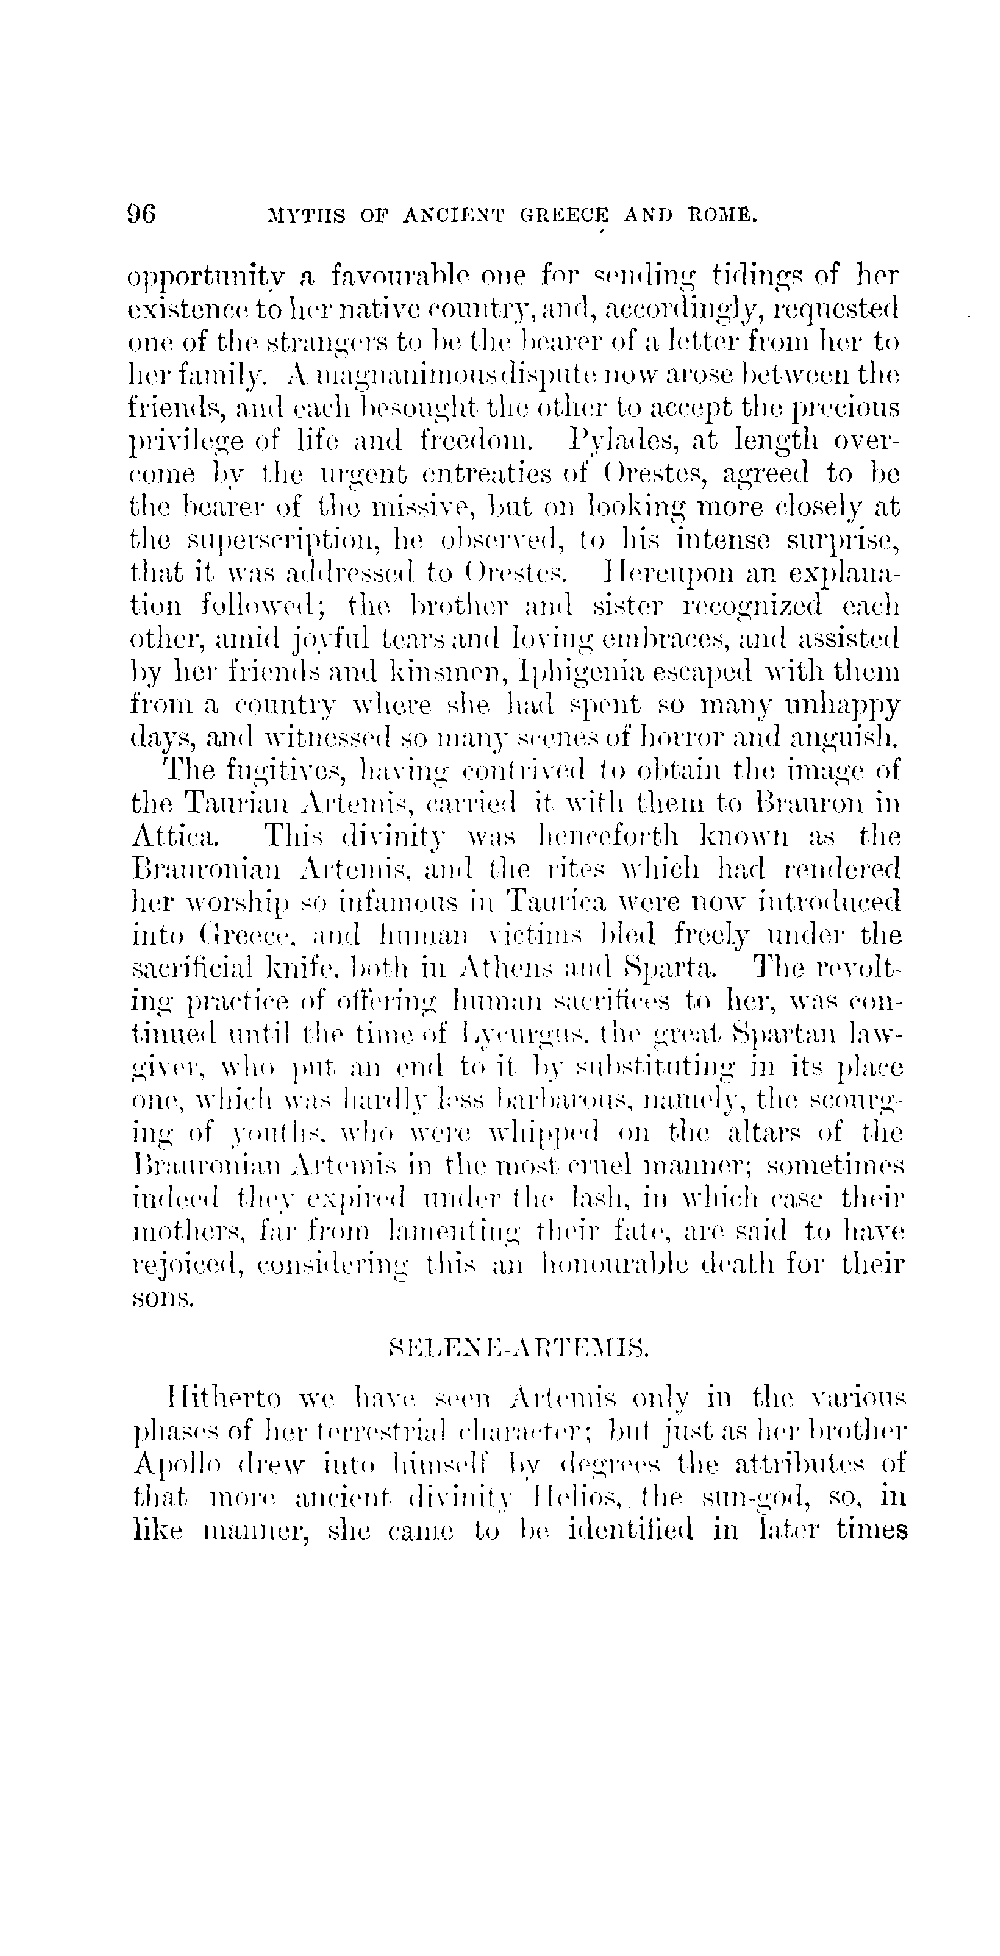 96 MYTHS OF ANCIENT GREECE AND ROME.
opportunity a favourable one for sending tidings of her
existence to her native country, and, accordingly, requested
one of the strangers to be the bearer of a letter from her to
her family. A magnanimous dispute now arose between the
friends, and each besought the other to accept the precious
privilege of life and freedom. Pylades, at length over-
come by the urgent entreaties of Orestes, agreed to be
the bearer of the missive, but on looking more closely at
the superscription, he observed, to his intense surprise,
that it was addressed to Orestes. Hereupon an explana-
tion followed; the brother and sister recognized each
other, amid joyful tears and loving embraces, and assisted
by her friends and kinsmen, Iphigenia escaped with them
from a country where she had spent so many unhappy
days, and witnessed so many scenes of horror and anguish.
The fugitives, having contrived to obtain the image of
the Taurian Artemis, carried it with them to Brauron in
Attica. This divinity was henceforth known as the
Brauronian Artemis, and the rites which had rendered
her worship so infamous in Taurica were now introduced
into Greece, and human victims bled freely under the
sacrificial knife, both in Athens and Sparta. The revolt-
ing practice of offering human sacrifices to her, was con-
tinued until the time of Lycurgus, the great Spartan law-
giver, who put an end to it by substituting in its place
one, which was hardly less barbarous, namely, the scourg-
ing of youths, who were whipped on the altars of the
Brauronian Artemis in the most cruel manner; sometimes
indeed they expired under the lash, in which case their
mothers, far from lamenting their fate, are said to have
rejoiced, considering this an honourable death for their
sons.
SELENE-ARTEMIS.
Hitherto we have seen Artemis only in the various
phases of her terrestrial character; but just as her brother
Apollo drew into himself by degrees the attributes of
that more ancient divinity Helios, the sun-god, so, in
like manner, she came to be identified in later times